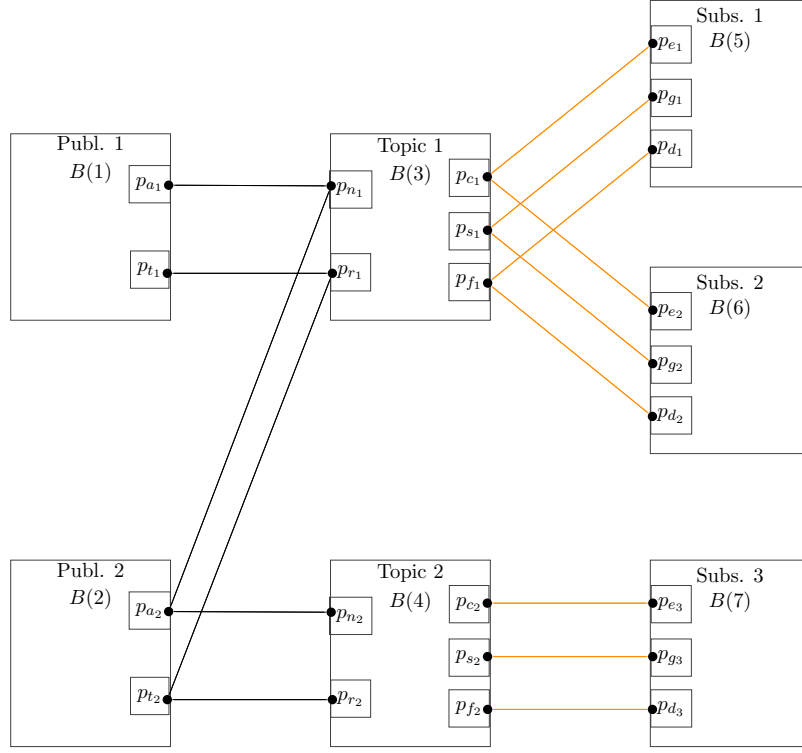 Publ. 1
B(1)
p_{a_1}
p_{t_1}
Topic 1
B(3)
p_{n_1}
p_{r_1}
p_{c_1}
p_{s_1}
p_{f_1}
Subs. 1
B(5)
p_{e_1}
p_{g_1}
p_{d_1}
Subs. 2
B(6)
p_{e_2}
p_{g_2}
p_{d_2}
Publ. 2
B(2)
p_{a_2}
p_{t_2}
Topic 2
B(4)
p_{n_2}
p_{r_2}
p_{c_2}
p_{s_2}
p_{f_2}
Subs. 3
B(7)
p_{e_3}
p_{g_3}
p_{d_3}